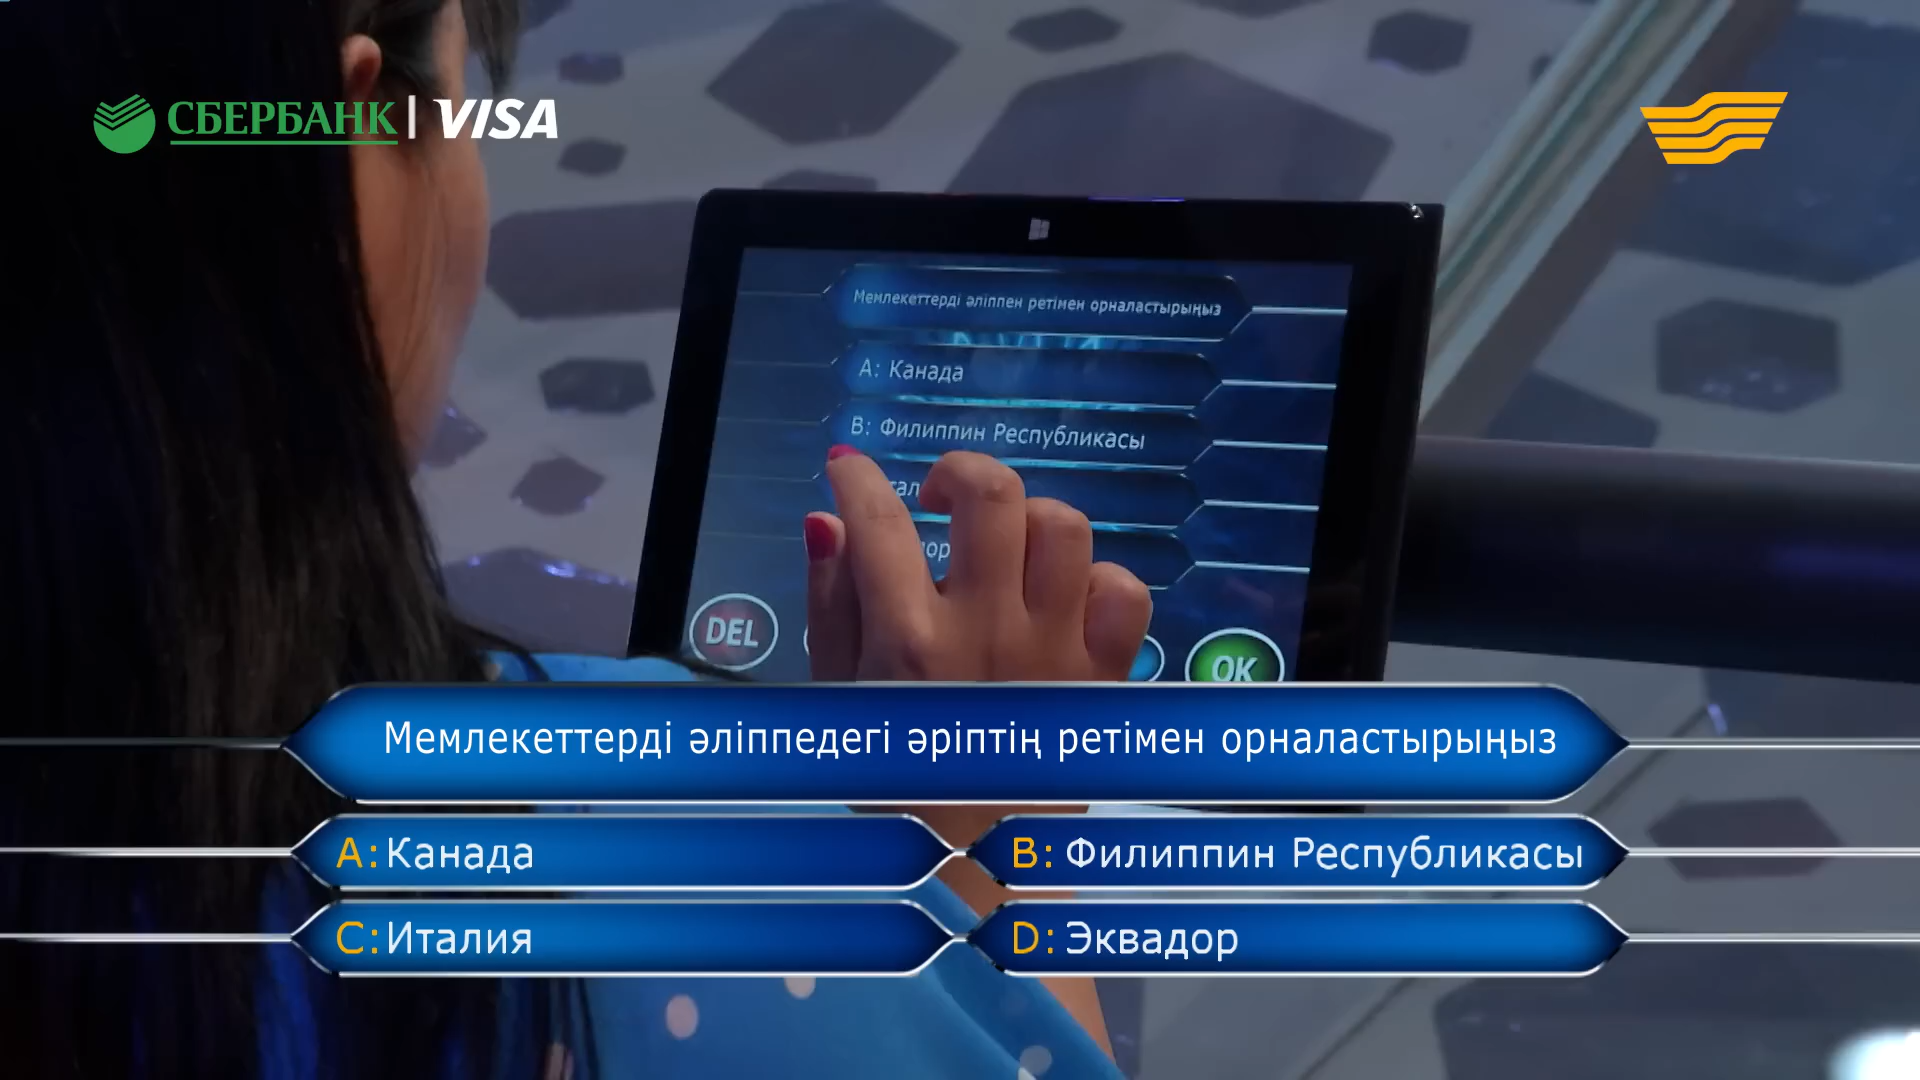 СБЕРБАНК | VISA
Мемлекеттерді әліппен ретімен орналастырыңыз
A: Канада
B: Филиппин Республикасы
DEL
OK
Мемлекеттерді әліппедегі әріптің ретімен орналастырыңыз
A: Канада
B: Филиппин Республикасы
C: Италия
D: Эквадор